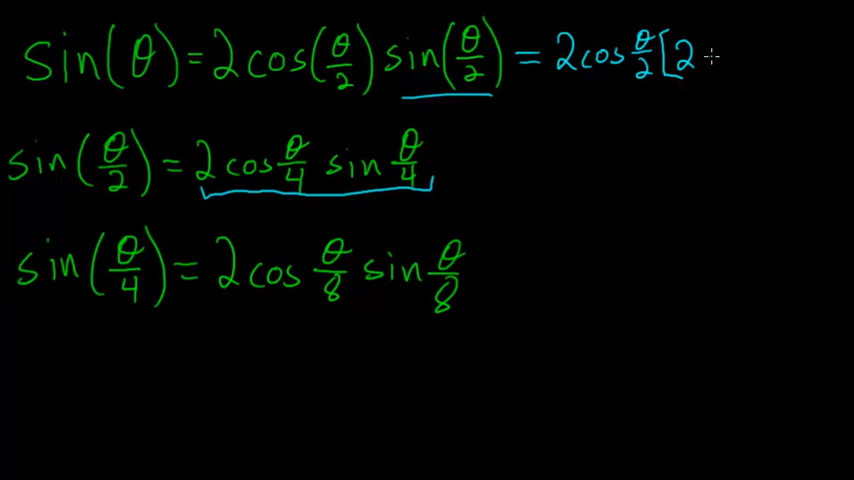 Sin(θ) = 2cos(θ/2) sin(θ/2) = 2cos θ/2 [2
sin(θ/2) = 2cos θ/4 sin θ/4
sin(θ/4) = 2cos θ/8 sin θ/8